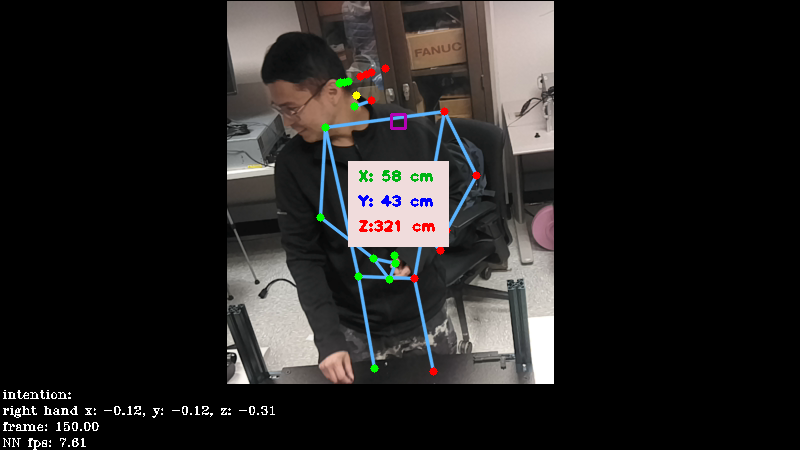 FANUC
X: 58 cm
Y: 43 cm
Z:321 cm
intention:
right hand x: −0.12, y: −0.12, z: −0.31
frame: 150.00
NN fps: 7.61